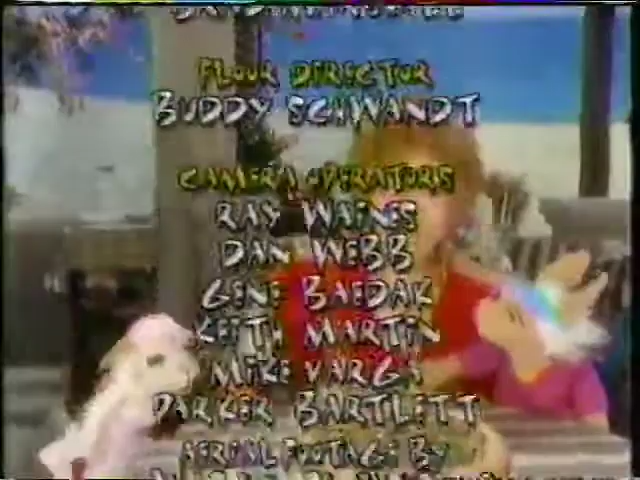 FLOOR DIRECTOR
BUDDY SCHWANDT
CAMERA OPERATORS
RAY WAINES
DAN WEBB
GENE BAEDAK
KEITH MARTIN
MIKE VARGA
PARKER BARTLETT
AERIAL FOOTAGE BY